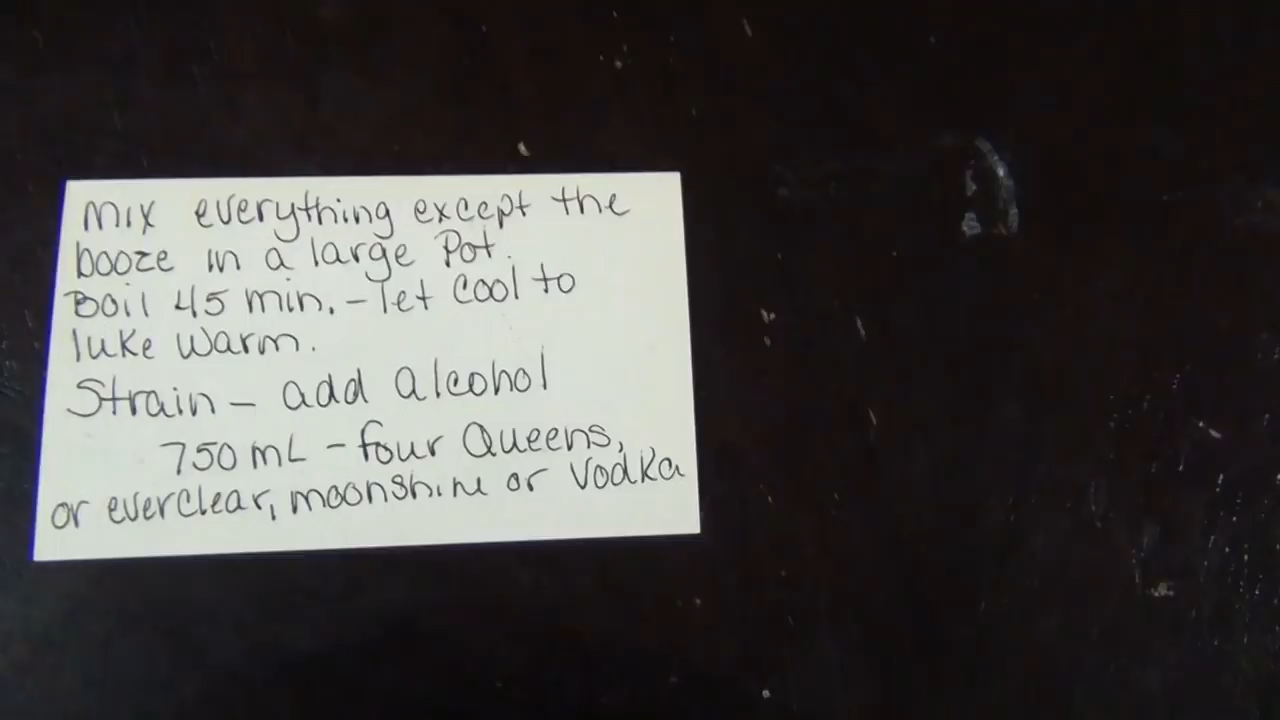 Mix everything except the
booze in a large Pot.
Boil 45 min. - let cool to
luke warm.
Strain - add alcohol
750 mL - four Queens,
or everclear, moonshine or Vodka